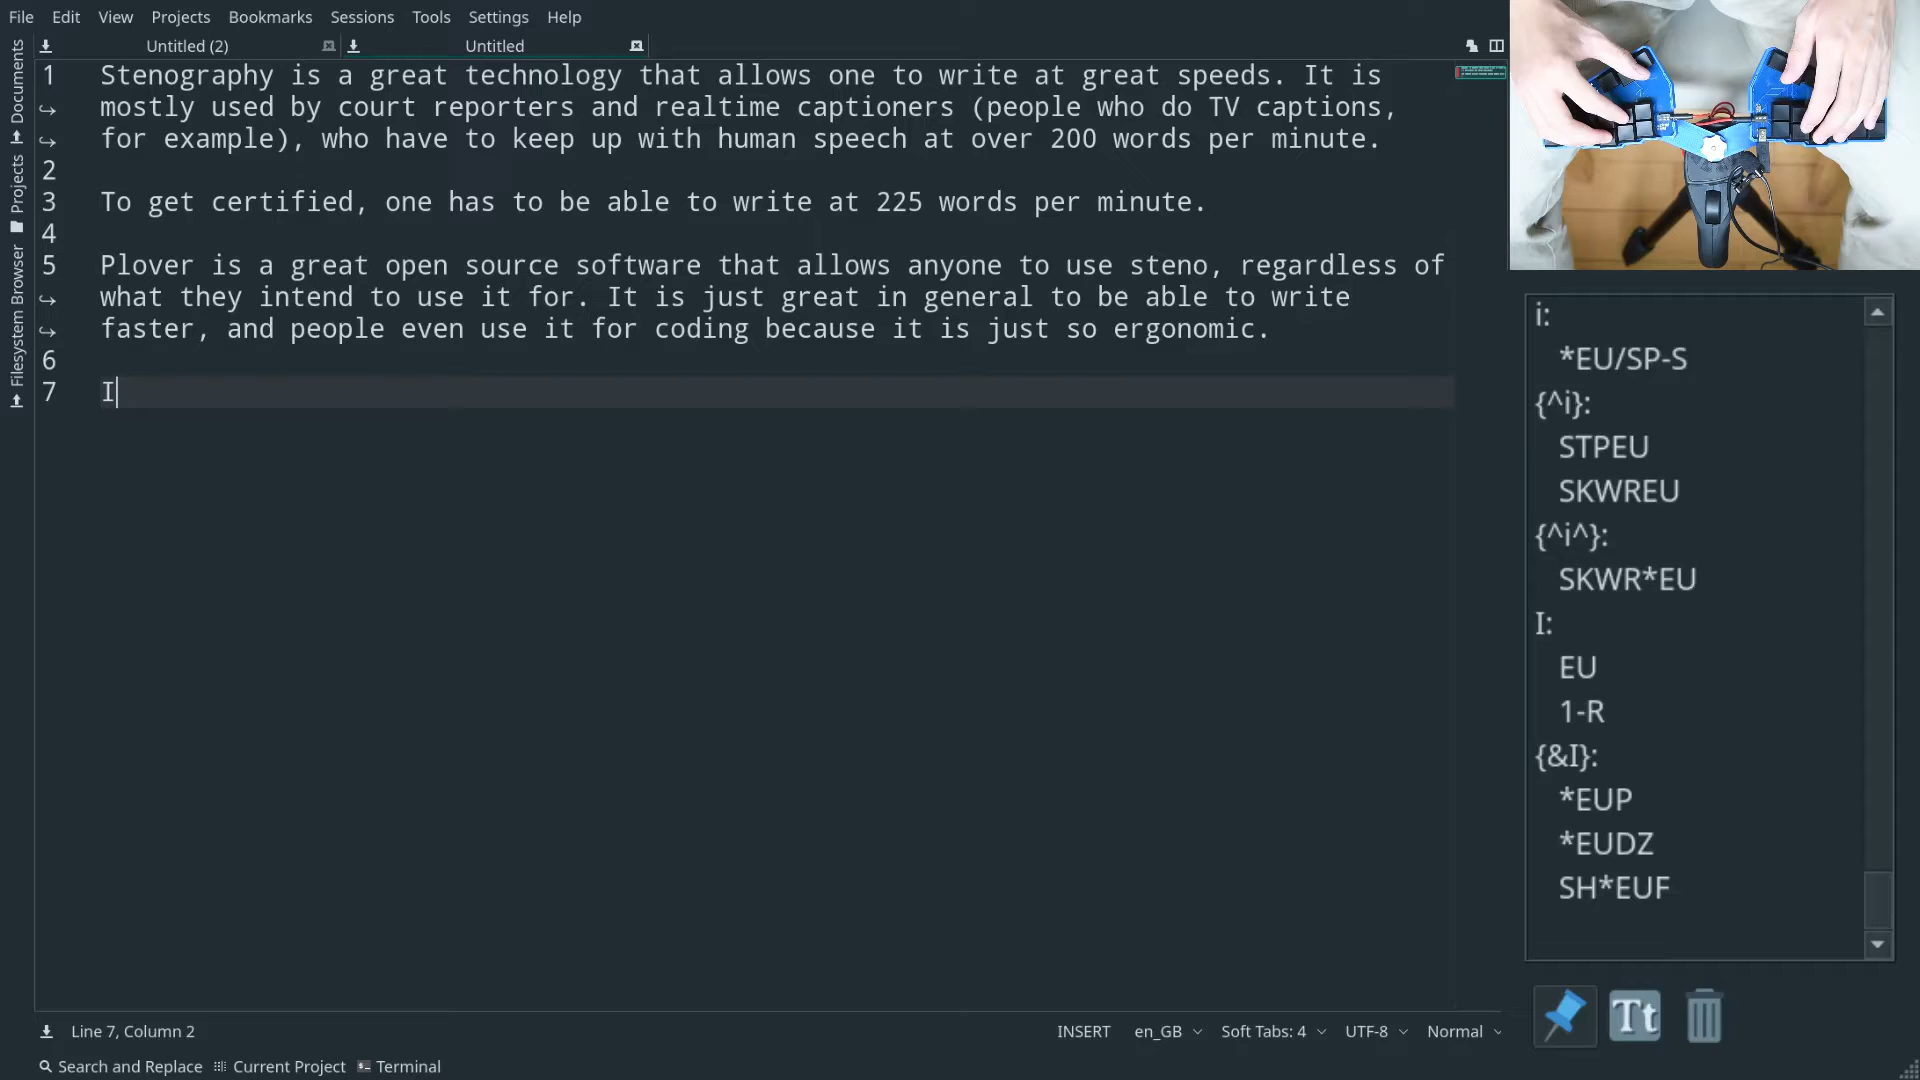 File Edit View Projects Bookmarks Sessions Tools Settings Help
Untitled (2) Untitled
Documents
Projects
Filesystem Browser
1 Stenography is a great technology that allows one to write at great speeds. It is
mostly used by court reporters and realtime captioners (people who do TV captions,
for example), who have to keep up with human speech at over 200 words per minute.
2
3 To get certified, one has to be able to write at 225 words per minute.
4
5 Plover is a great open source software that allows anyone to use steno, regardless of
what they intend to use it for. It is just great in general to be able to write
faster, and people even use it for coding because it is just so ergonomic.
6
7 I
i:
*EU/SP-S
{^i}:
STPEU
SKWREU
{^i^}:
SKWR*EU
I:
EU
1-R
{&I}:
*EUP
*EUDZ
SH*EUF
Tt
Line 7, Column 2 INSERT en_GB Soft Tabs: 4 UTF-8 Normal
Search and Replace Current Project Terminal